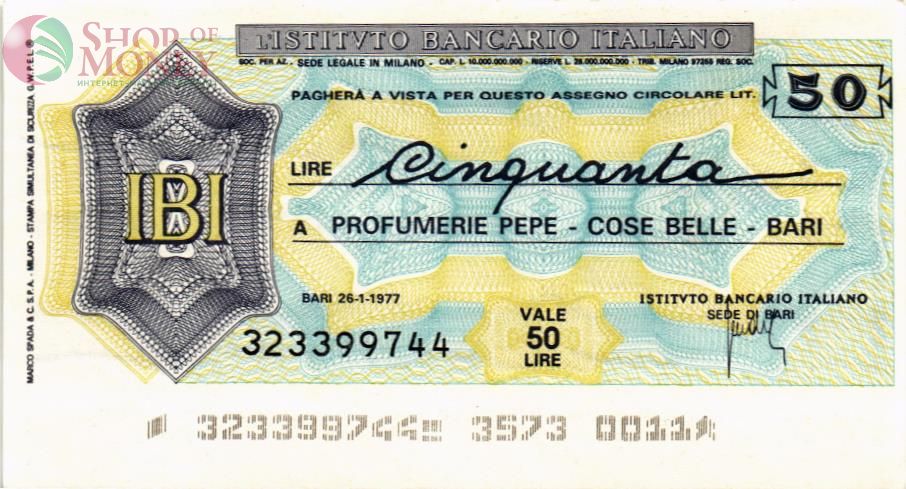 SHOP OF
MONEY®
ИНТЕРНЕТ
L'ISTITVTO BANCARIO ITALIANO
SOC. PER AZ. - SEDE LEGALE IN MILANO - CAP. L. 10.000.000.000 - RISERVE L. 28.000.000.000 - TRIB. MILANO 97255 REG. SOC.
PAGHERÀ A VISTA PER QUESTO ASSEGNO CIRCOLARE LIT.
50
LIRE Cinquanta
A PROFUMERIE PEPE - COSE BELLE - BARI
IBI
BARI 26-1-1977
ISTITVTO BANCARIO ITALIANO
SEDE DI BARI
VALE
50
LIRE
323399744
MARCO SPADA & C. S.P.A. - MILANO - STAMPA SIMULTANEA DI SICUREZZA G.W.P.E.L.
323399744 3573 0011